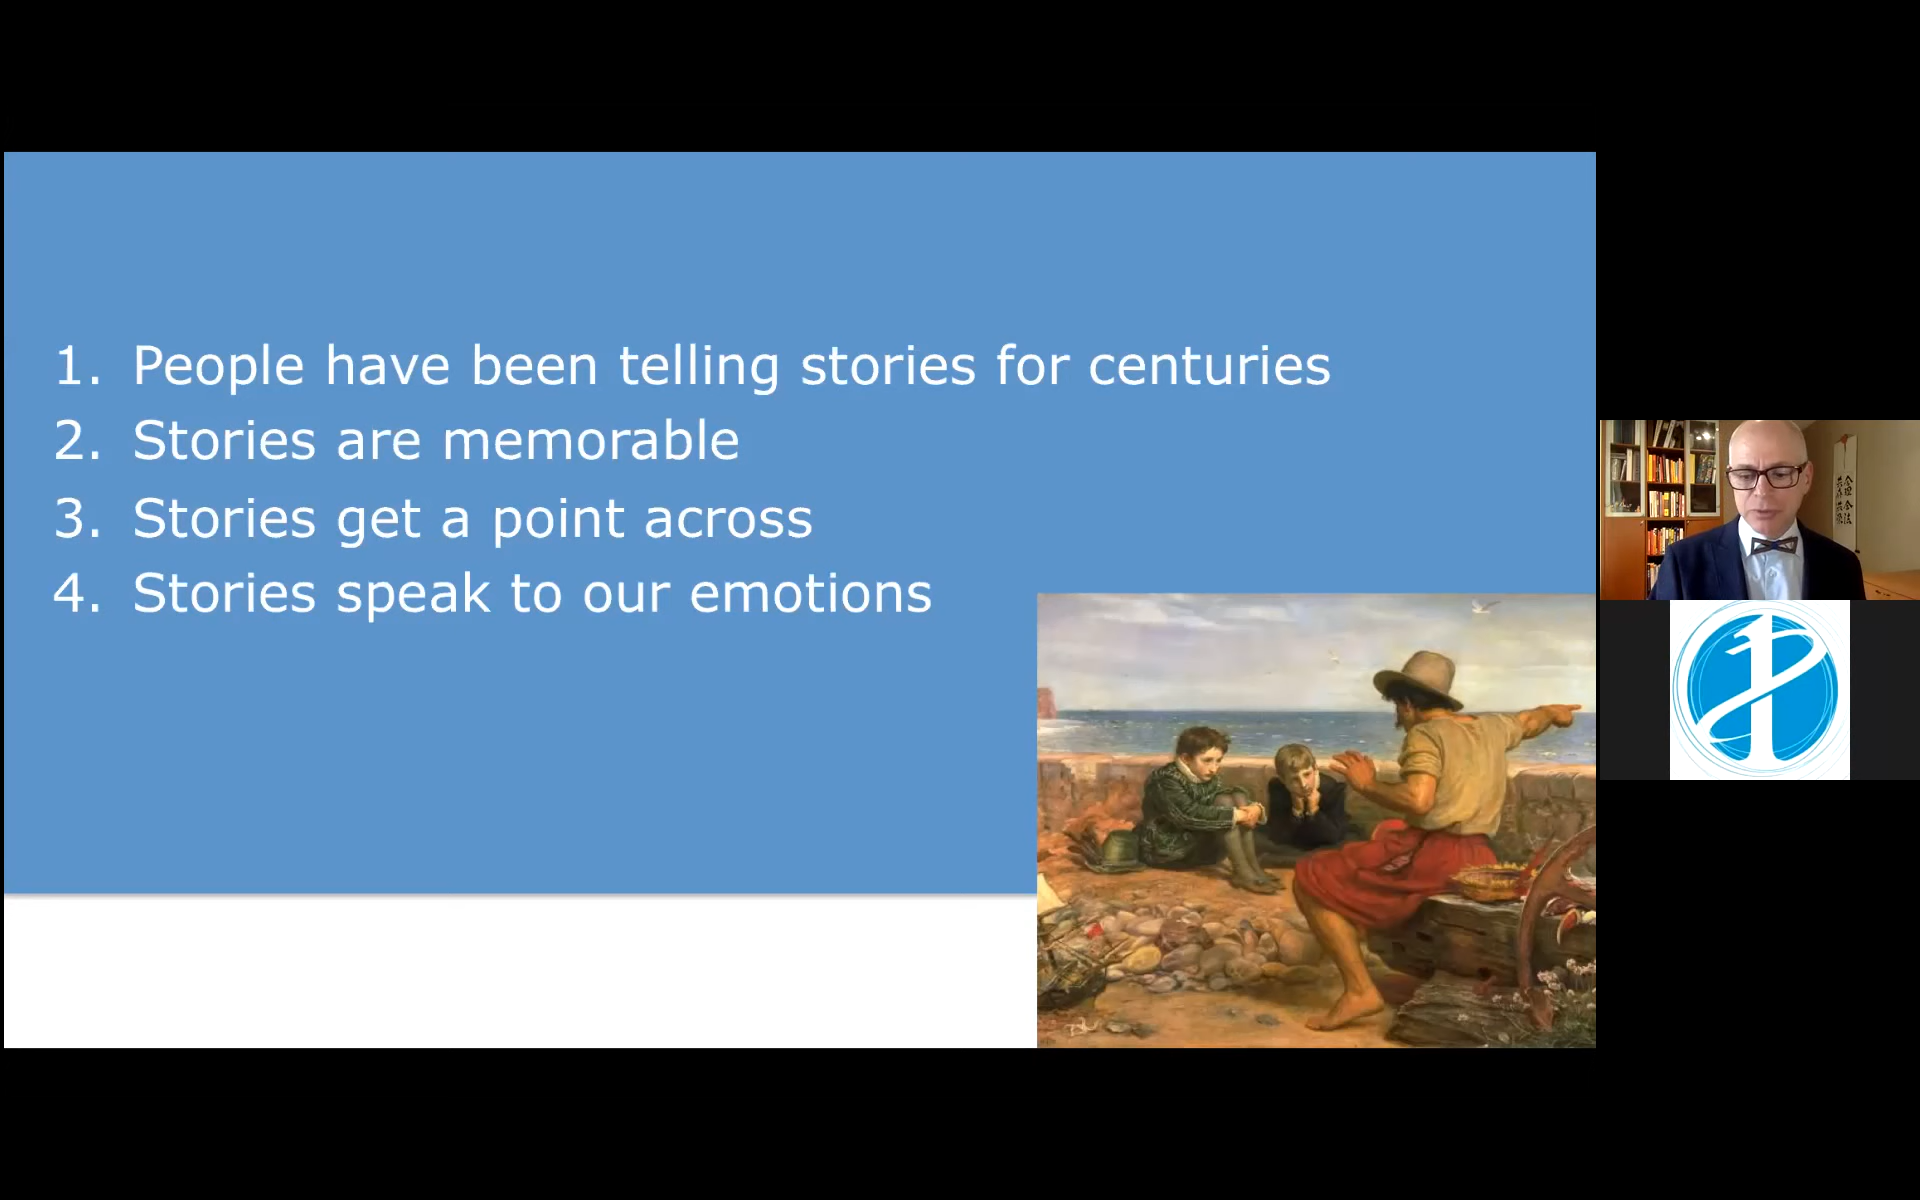 1. People have been telling stories for centuries
2. Stories are memorable
3. Stories get a point across
4. Stories speak to our emotions